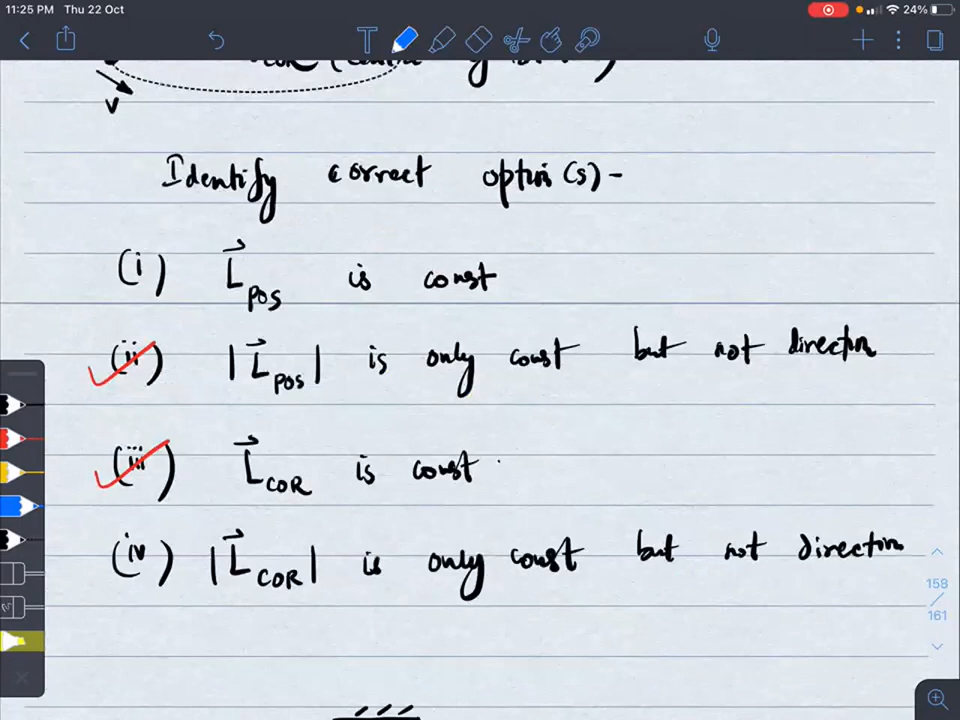 11:25 PM Thu 22 Oct 24%
COR
V
Identify correct option(s) -
(i) L POS is const
(ii) |L POS| is only const but not direction
(iii) L COR is const
(iv) |L COR| is only const but not direction
158
/
161